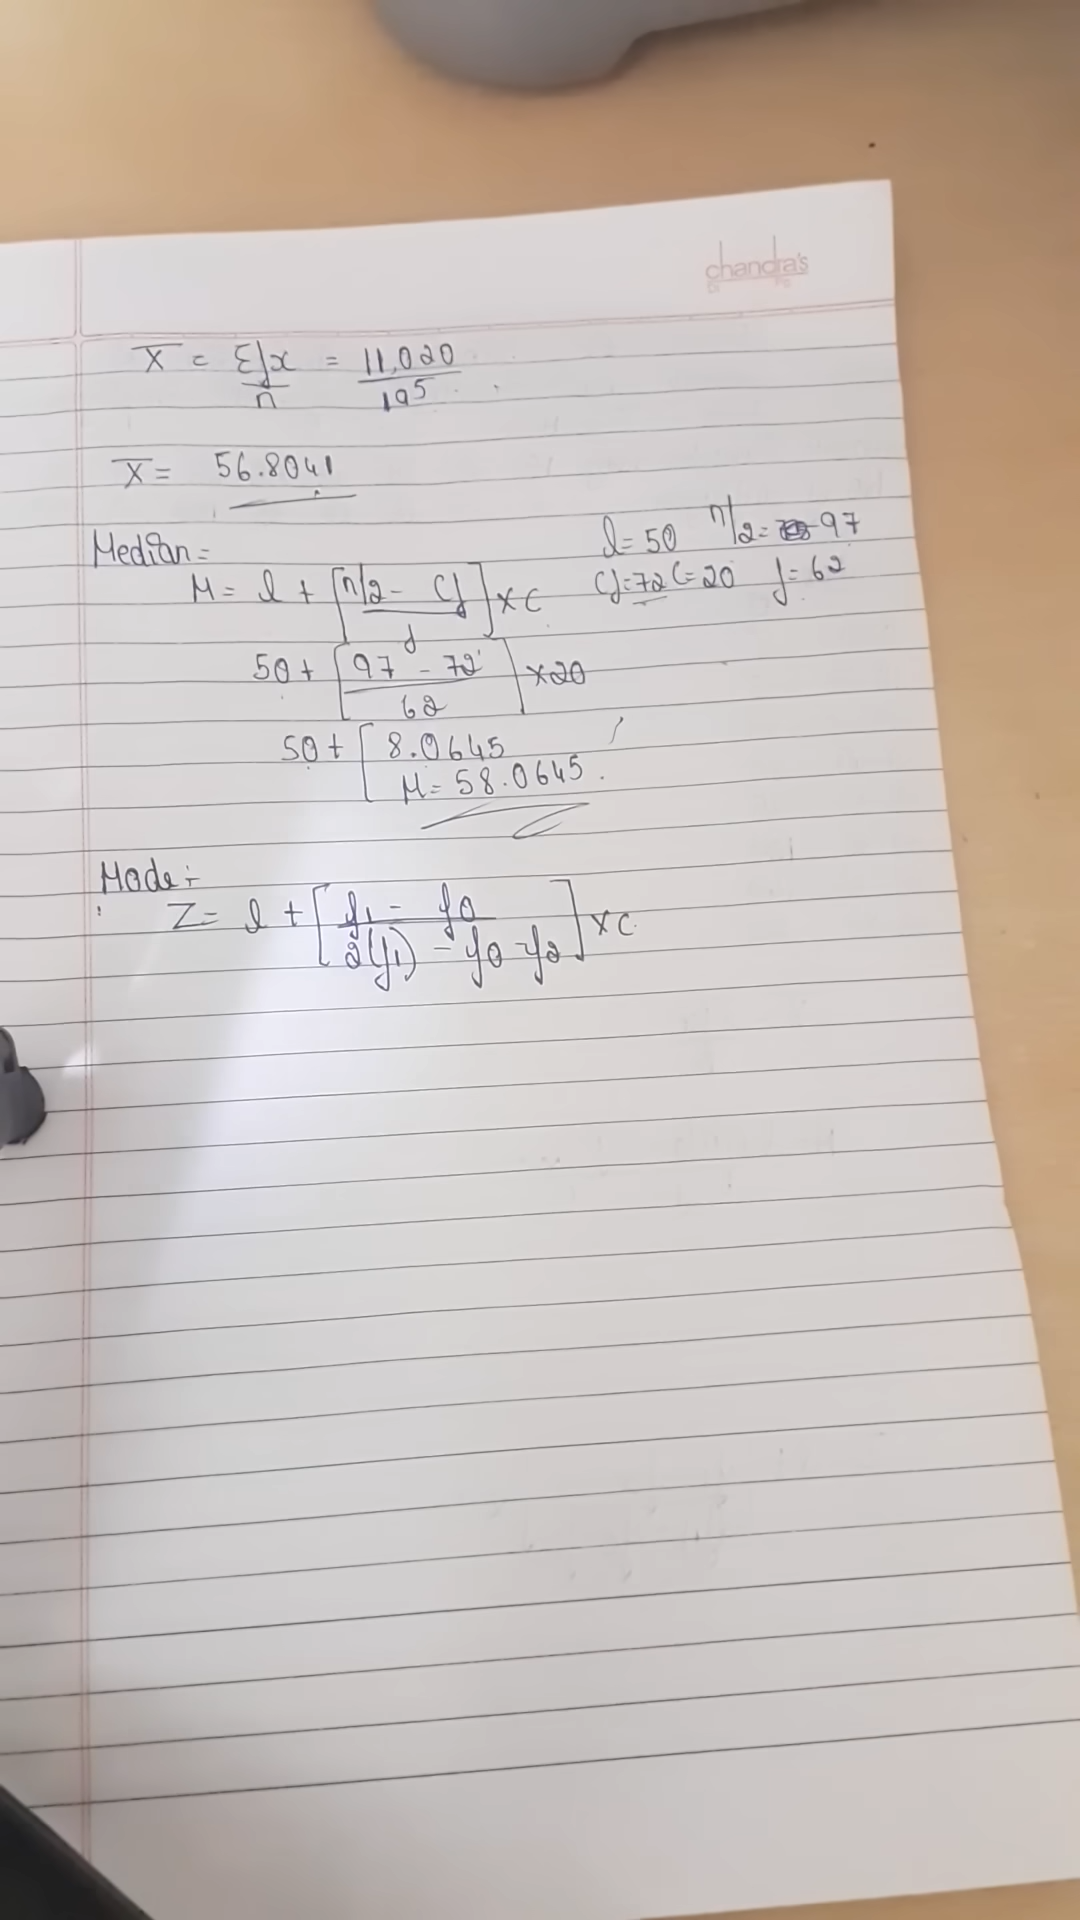 chandra's
X̄ = Σfx/n = 11,020/195
X̄ = 56.8041
Median =
l = 50 n/2 = 97
M = l + [n/2 - cf/f] x c
cf = 72 C = 20 f = 62
50 + [97 - 72/62] x 20
50 + [8.0645
M = 58.0645.
Mode :-
Z = l + [f1 - f0/2(f1) - f0 - f2] x c